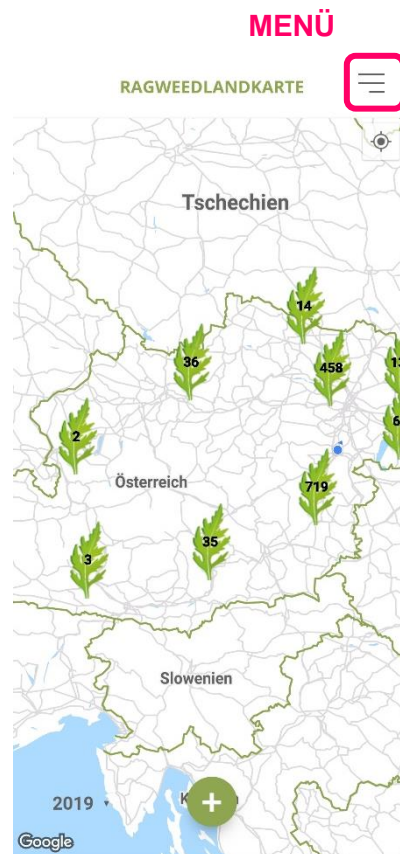 MENÜ
RAGWEEDLANDKARTE
Tschechien
14
36
458
2
Österreich
719
35
3
Slowenien
2019
+
Google